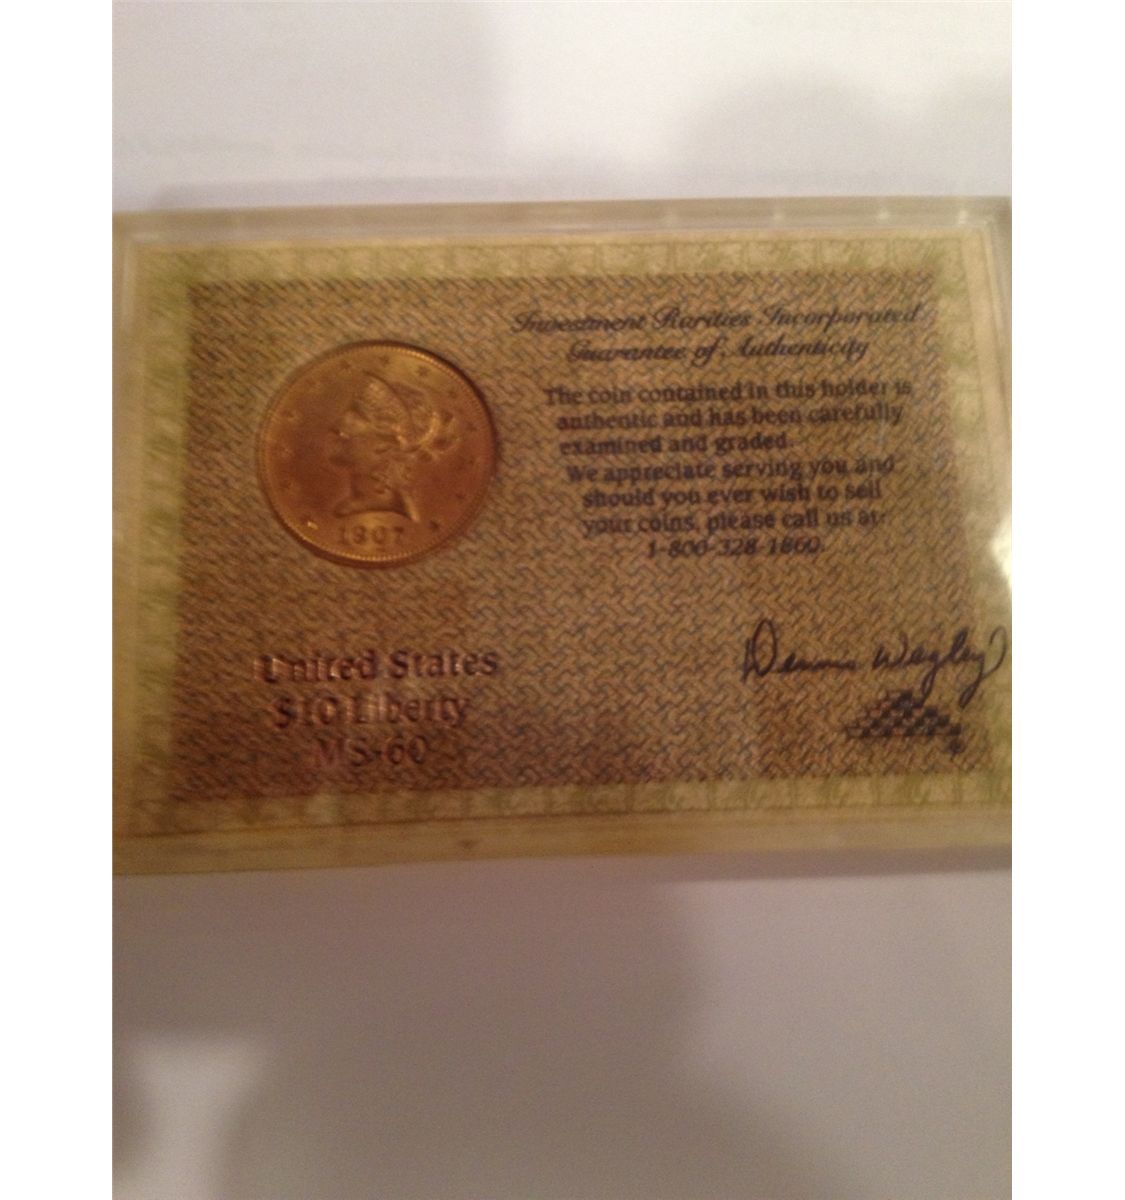 Investment Rarities Incorporated
Guarantee of Authenticity
The coin contained in this holder is
authentic and has been carefully
examined and graded.
We appreciate serving you and
should you ever wish to sell
your coins, please call us at:
1-800-328-1860.
1907
United States
$10 Liberty
MS-60
Dennis Wagley